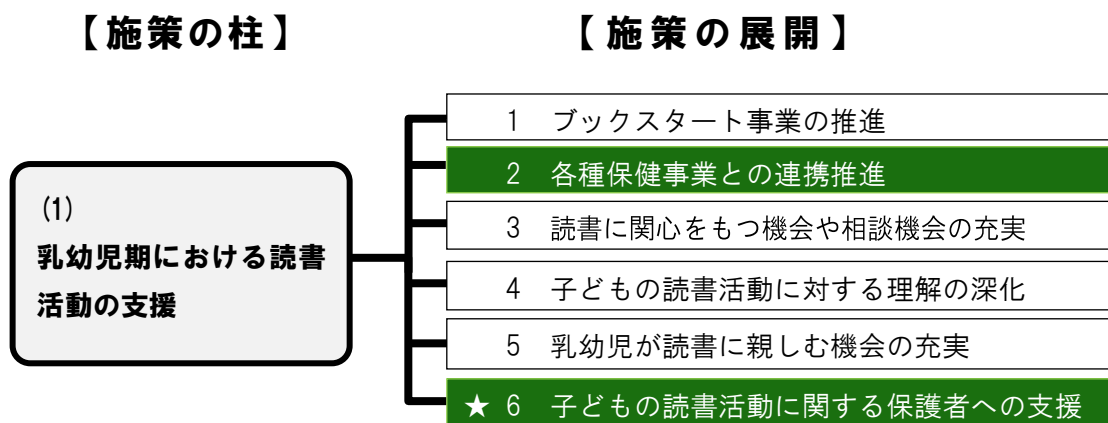 【施策の柱】 【施策の展開】
(1)
乳幼児期における読書
活動の支援
1 ブックスタート事業の推進
2 各種保健事業との連携推進
3 読書に関心をもつ機会や相談機会の充実
4 子どもの読書活動に対する理解の深化
5 乳幼児が読書に親しむ機会の充実
★ 6 子どもの読書活動に関する保護者への支援